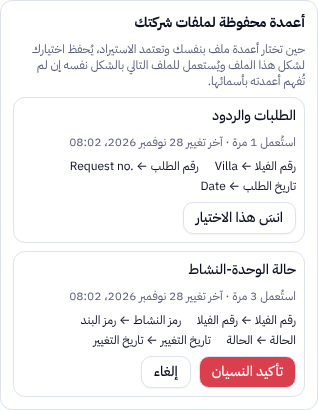 أعمدة محفوظة لملفات شركتك
حين تختار أعمدة ملف بنفسك وتعتمد الاستيراد، يُحفظ اختيارك
لشكل هذا الملف ويُستعمل للملف التالي بالشكل نفسه إن لم
تُفهم أعمدته بأسمائها.
الطلبات والردود
استُعمل 1 مرة · آخر تغيير 28 نوفمبر 2026، 08:02
رقم الفيلا ← Villa رقم الطلب ← Request no.
تاريخ الطلب ← Date
انسَ هذا الاختيار
حالة الوحدة-النشاط
استُعمل 3 مرة · آخر تغيير 28 نوفمبر 2026، 08:02
رقم الفيلا ← رقم الفيلا رمز النشاط ← رمز البند
الحالة ← الحالة تاريخ التغيير ← تاريخ التغيير
تأكيد النسيان
إلغاء